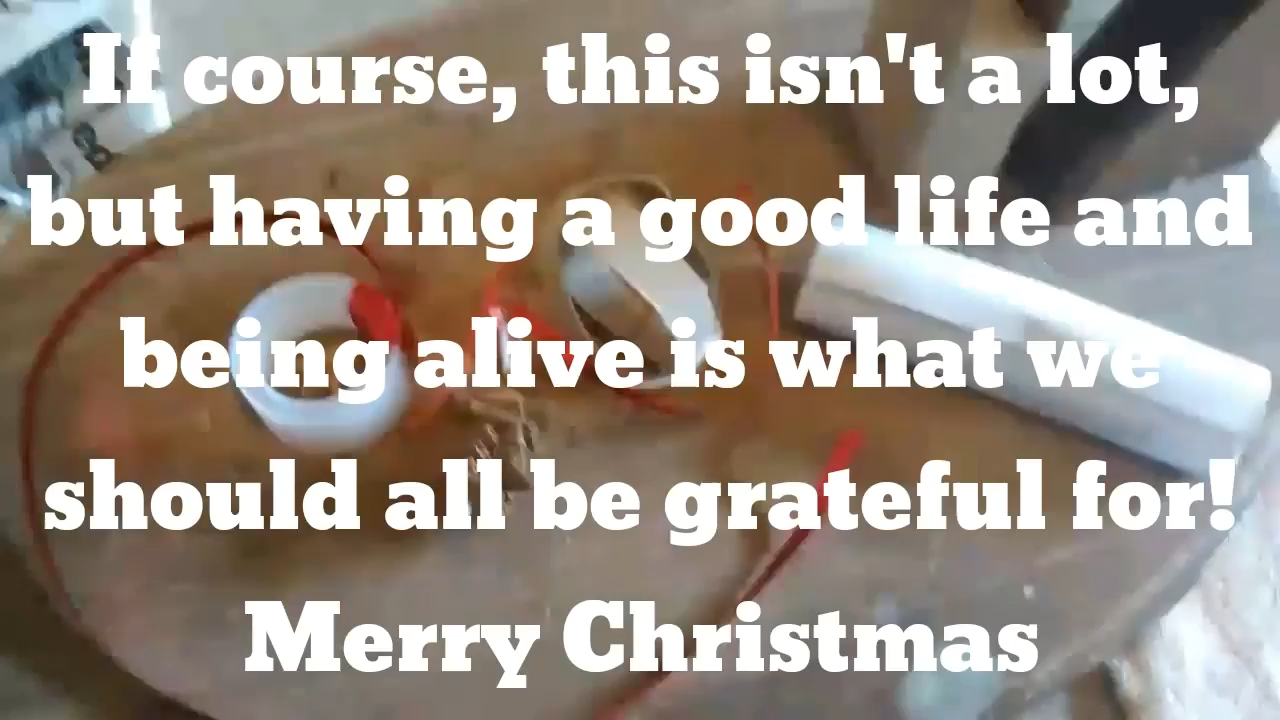 If course, this isn't a lot,
but having a good life and
being alive is what we
should all be grateful for!
Merry Christmas